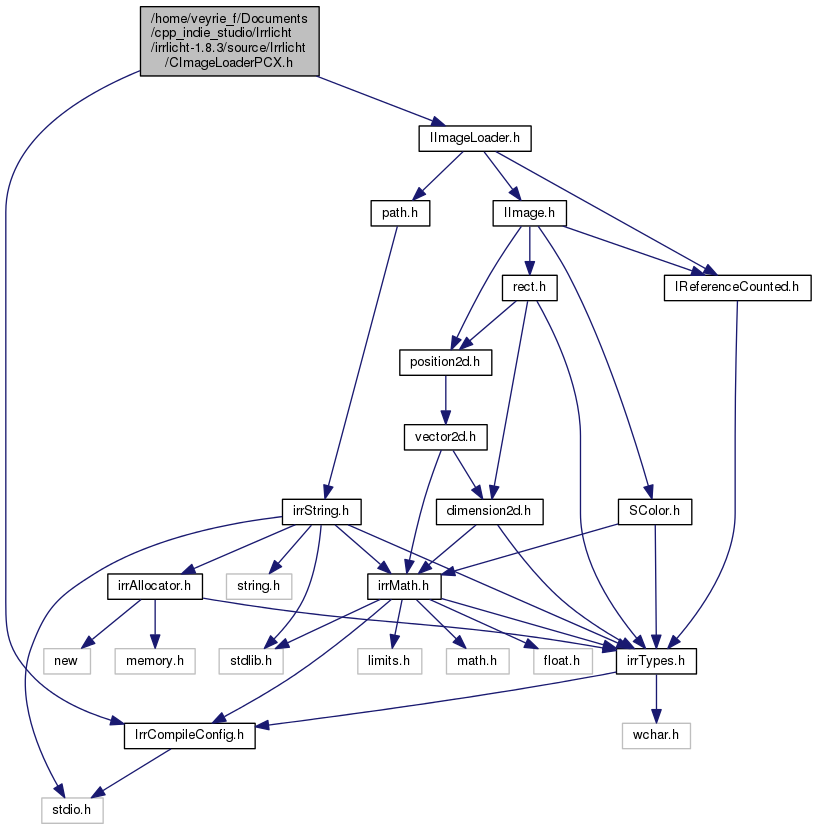 /home/veyrie_f/Documents
/cpp_indie_studio/Irrlicht
/irrlicht-1.8.3/source/Irrlicht
/CImageLoaderPCX.h
IImageLoader.h
path.h
IImage.h
rect.h
IReferenceCounted.h
position2d.h
vector2d.h
irrString.h
dimension2d.h
SColor.h
irrAllocator.h
string.h
irrMath.h
new
memory.h
stdlib.h
limits.h
math.h
float.h
irrTypes.h
IrrCompileConfig.h
wchar.h
stdio.h